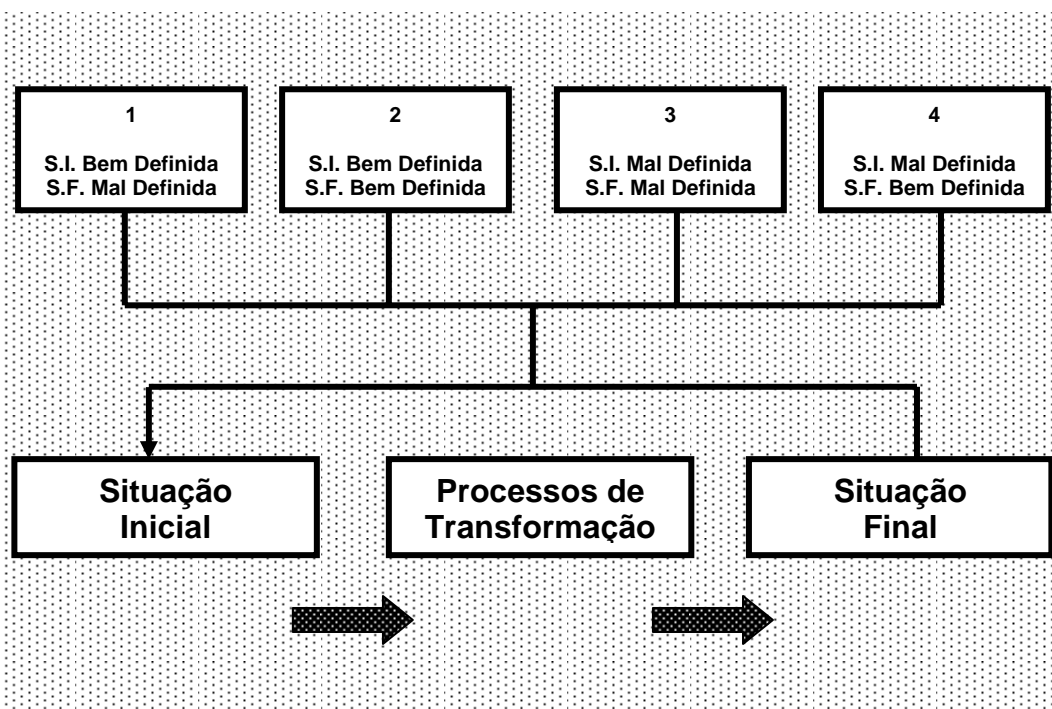 1
S.I. Bem Definida
S.F. Mal Definida
2
S.I. Bem Definida
S.F. Bem Definida
3
S.I. Mal Definida
S.F. Mal Definida
4
S.I. Mal Definida
S.F. Bem Definida
Situação
Inicial
Processos de
Transformação
Situação
Final